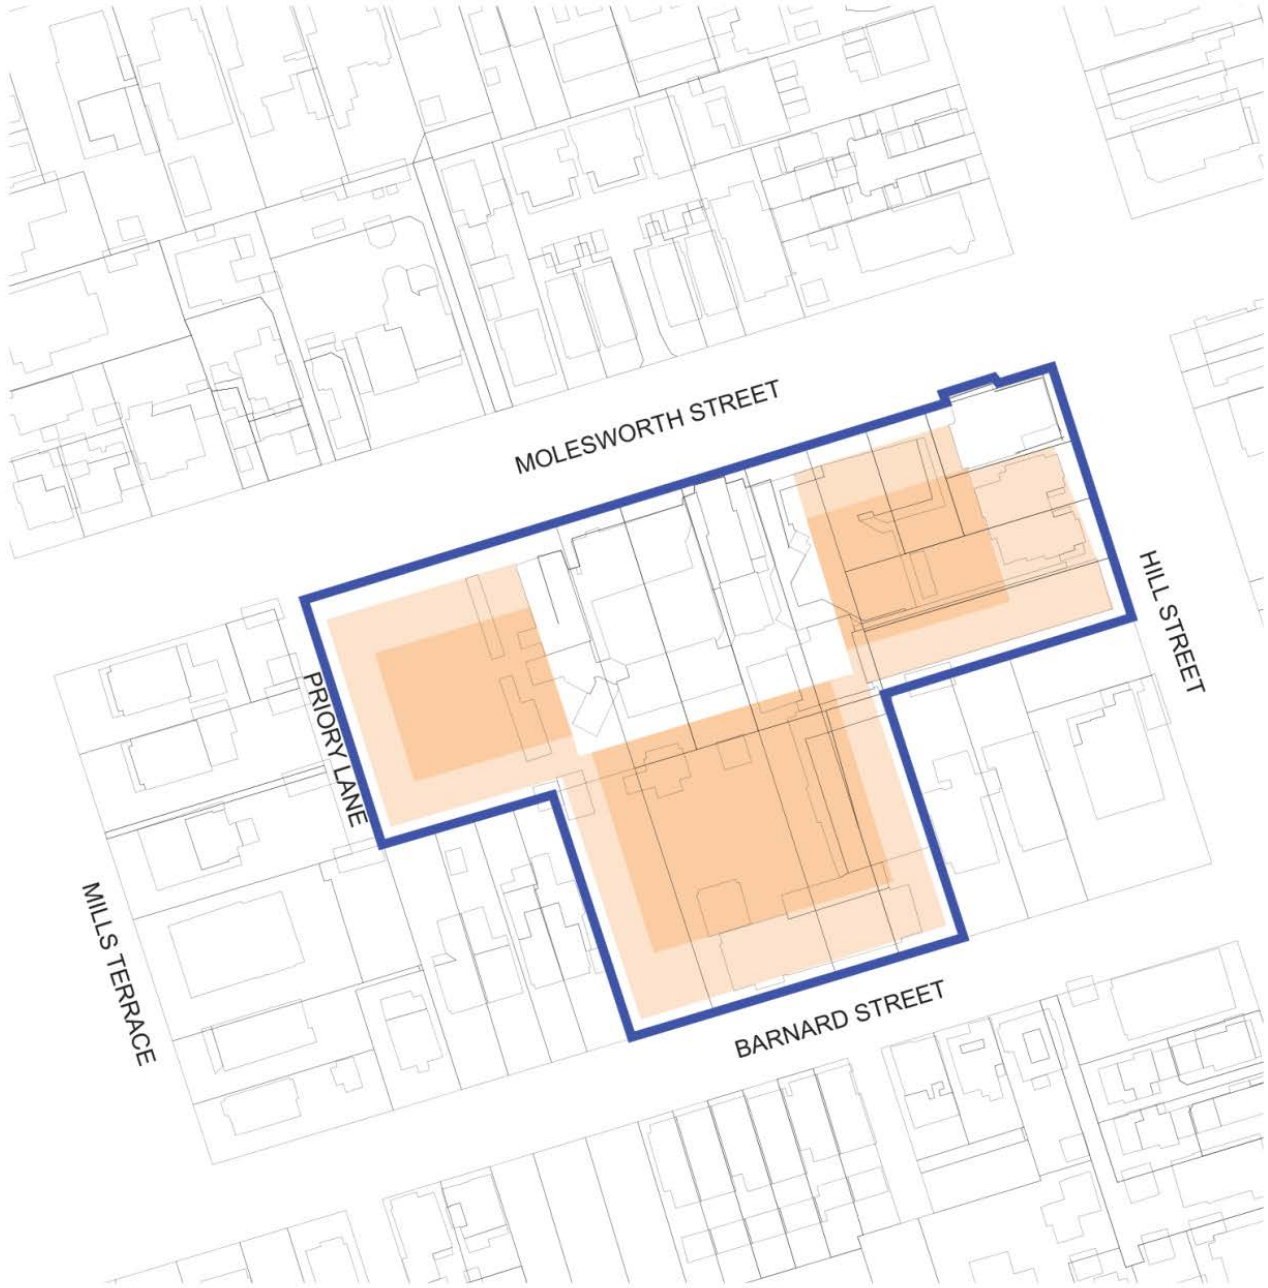 MOLESWORTH STREET
HILL STREET
PRIORY LANE
MILLS TERRACE
BARNARD STREET